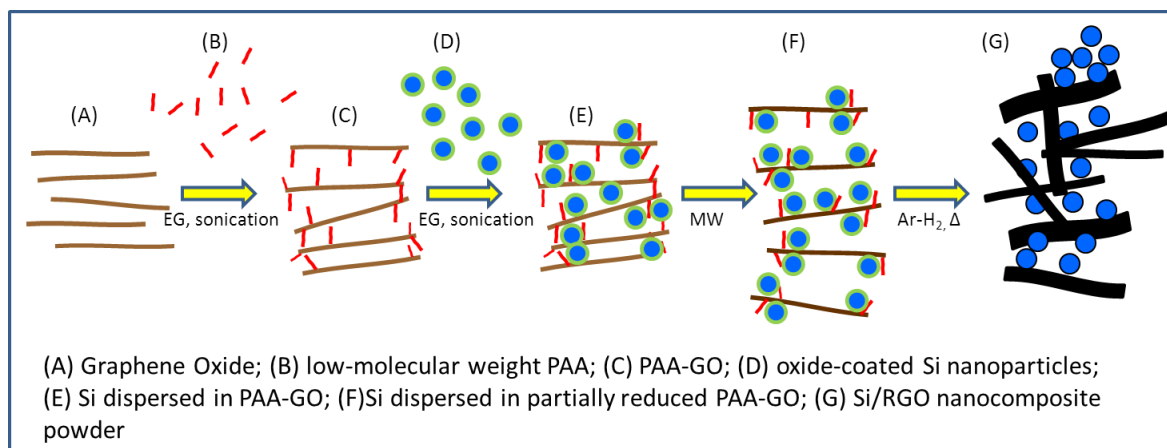 (B)
(D)
(F)
(G)
(A)
(C)
(E)
EG, sonication
EG, sonication
MW
Ar-H₂, Δ
(A) Graphene Oxide; (B) low-molecular weight PAA; (C) PAA-GO; (D) oxide-coated Si nanoparticles;
(E) Si dispersed in PAA-GO; (F)Si dispersed in partially reduced PAA-GO; (G) Si/RGO nanocomposite
powder